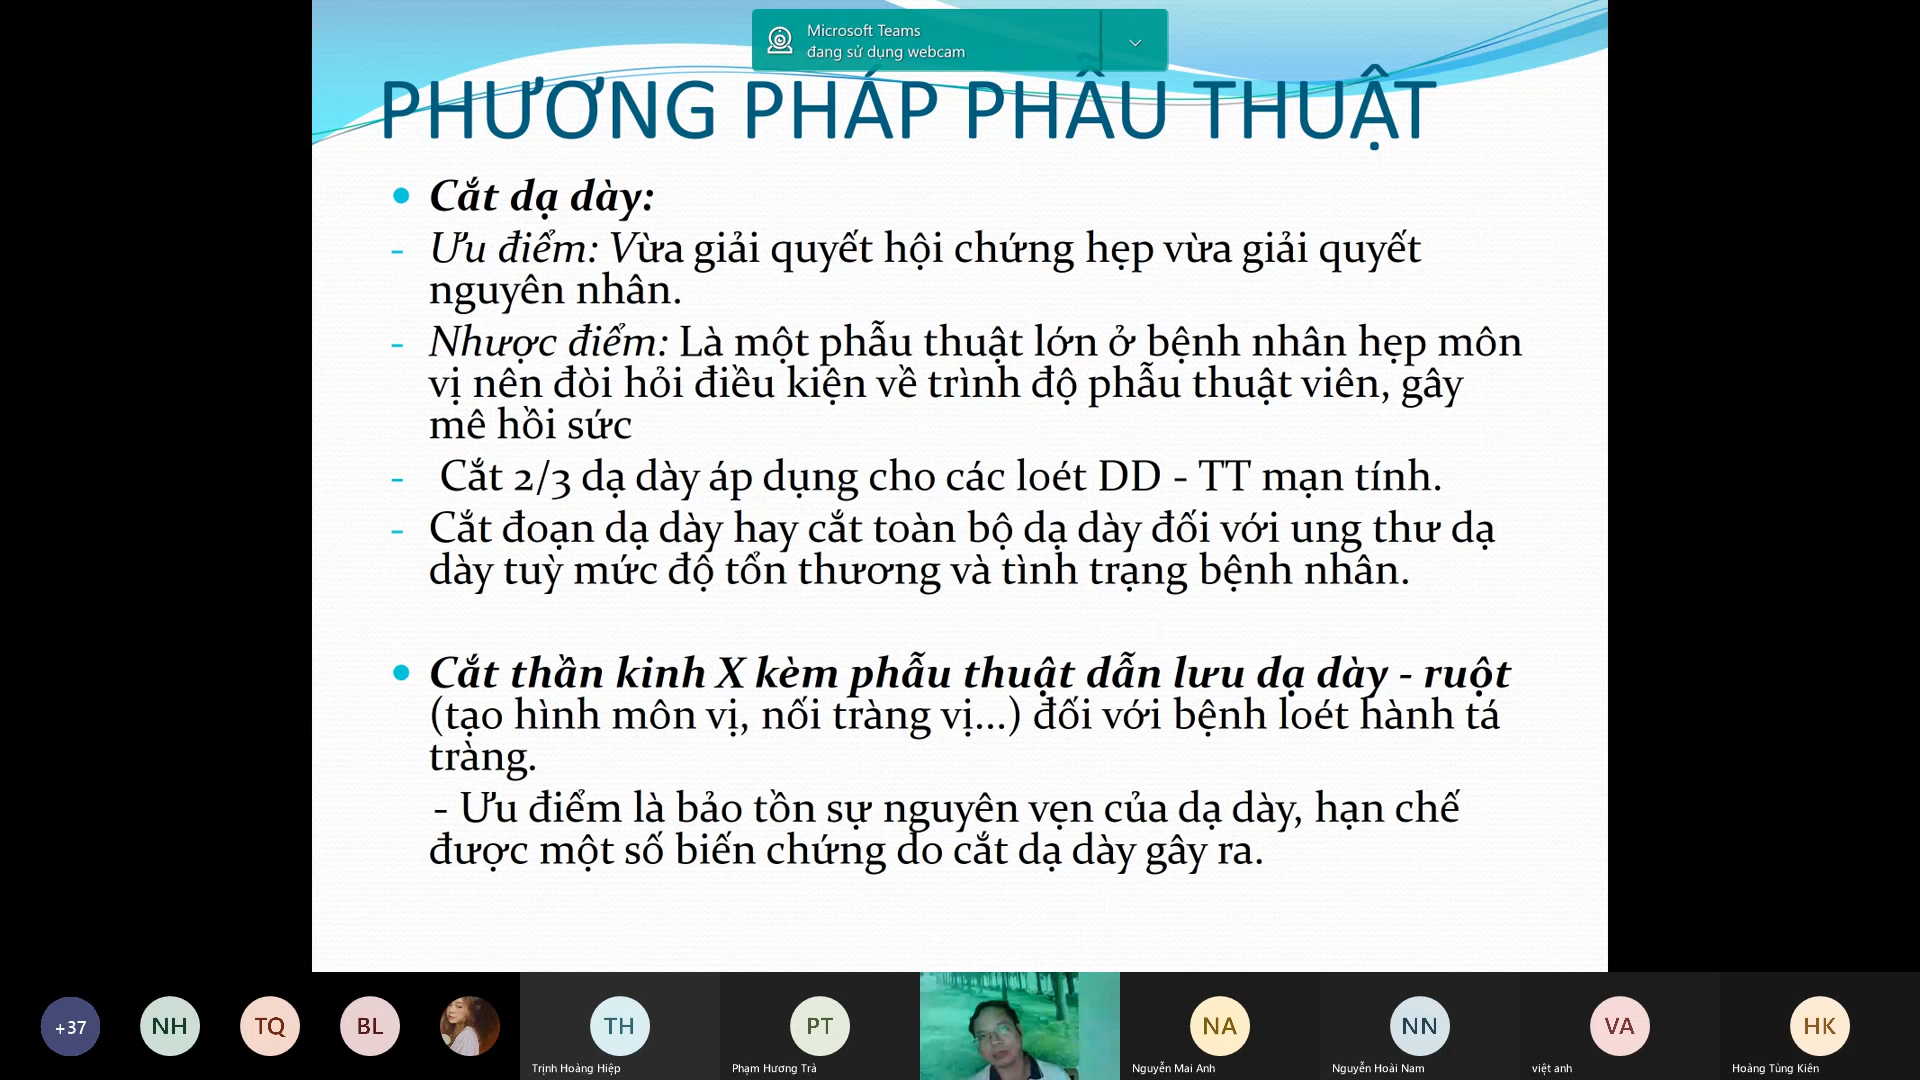 Microsoft Teams
đang sử dụng webcam
PHƯƠNG PHÁP PHẪU THUẬT
• Cắt dạ dày:
- Ưu điểm: Vừa giải quyết hội chứng hẹp vừa giải quyết
nguyên nhân.
- Nhược điểm: Là một phẫu thuật lớn ở bệnh nhân hẹp môn
vị nên đòi hỏi điều kiện về trình độ phẫu thuật viên, gây
mê hồi sức
- Cắt 2/3 dạ dày áp dụng cho các loét DD - TT mạn tính.
- Cắt đoạn dạ dày hay cắt toàn bộ dạ dày đối với ung thư dạ
dày tuỳ mức độ tổn thương và tình trạng bệnh nhân.
• Cắt thần kinh X kèm phẫu thuật dẫn lưu dạ dày - ruột
(tạo hình môn vị, nối tràng vị...) đối với bệnh loét hành tá
tràng.
- Ưu điểm là bảo tồn sự nguyên vẹn của dạ dày, hạn chế
được một số biến chứng do cắt dạ dày gây ra.
+37
NH
TQ
BL
TH
PT
NA
NN
VA
HK
Trịnh Hoàng Hiệp
Phạm Hương Trà
Nguyễn Mai Anh
Nguyễn Hoài Nam
việt anh
Hoàng Tùng Kiên